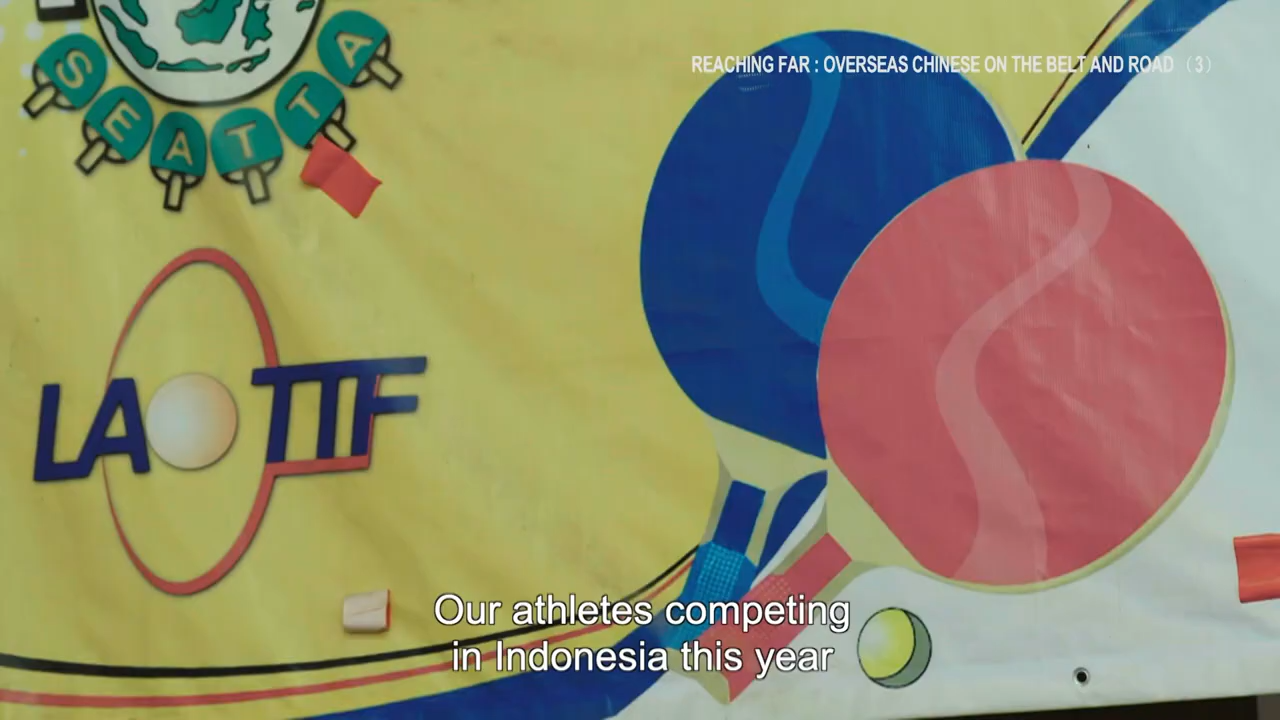 REACHING FAR : OVERSEAS CHINESE ON THE BELT AND ROAD（3）
SEATTA
LA TTF
Our athletes competing
in Indonesia this year